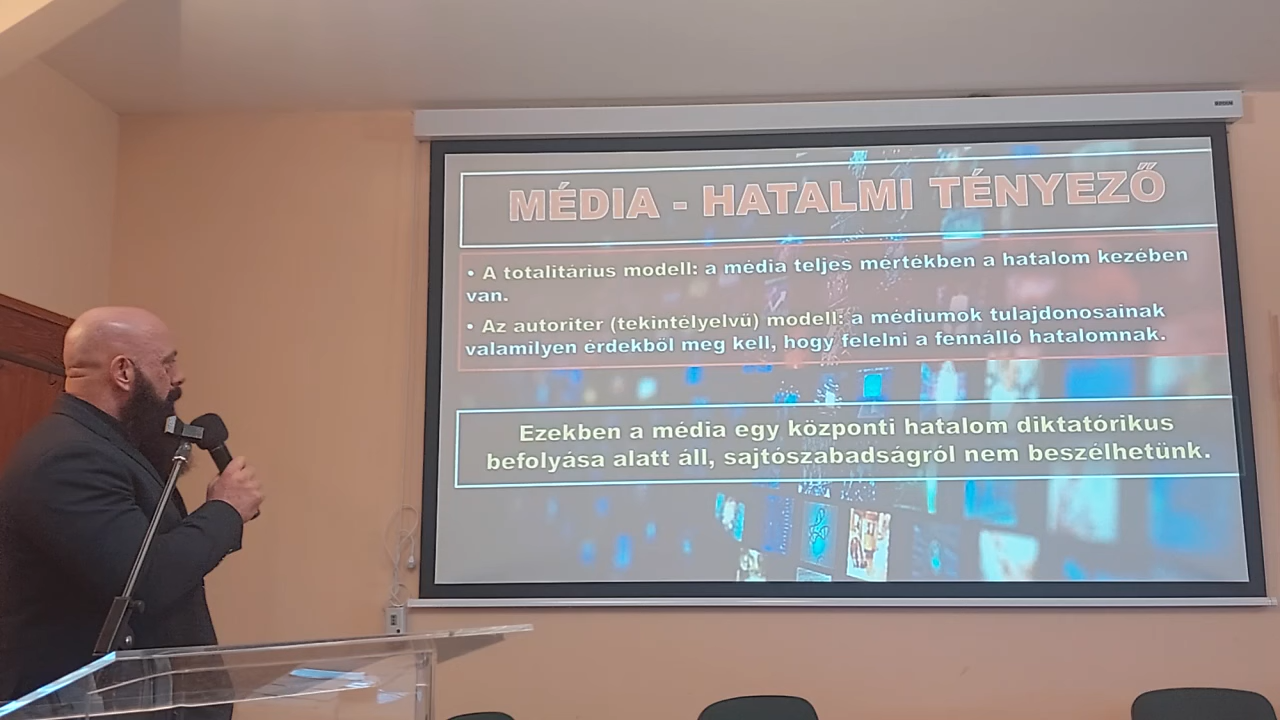 MÉDIA - HATALMI TÉNYEZŐ
• A totalitárius modell: a média teljes mértékben a hatalom kezében
van.
• Az autoriter (tekintélyelvű) modell: a médiumok tulajdonosainak
valamilyen érdekből meg kell, hogy felelni a fennálló hatalomnak.
Ezekben a média egy központi hatalom diktatórikus
befolyása alatt áll, sajtószabadságról nem beszélhetünk.